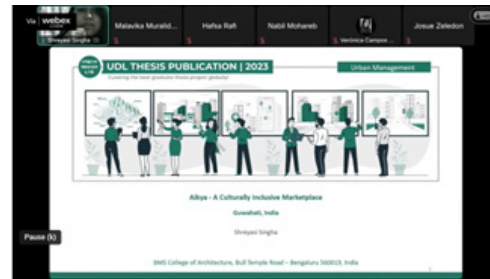 Via webex
Malavika Muralid...
Hafsa Rafi
Nabil Mohareb
Verónica Campos ...
Josue Zeledon
Shreyasi Singha
UDL THESIS PUBLICATION | 2023
Curating the best graduate thesis project globally!
Urban Management
Aikya - A Culturally Inclusive Marketplace
Guwahati, India
Shreyasi Singha
Pause (k)
BMS College of Architecture, Bull Temple Road – Bengaluru 560019, India